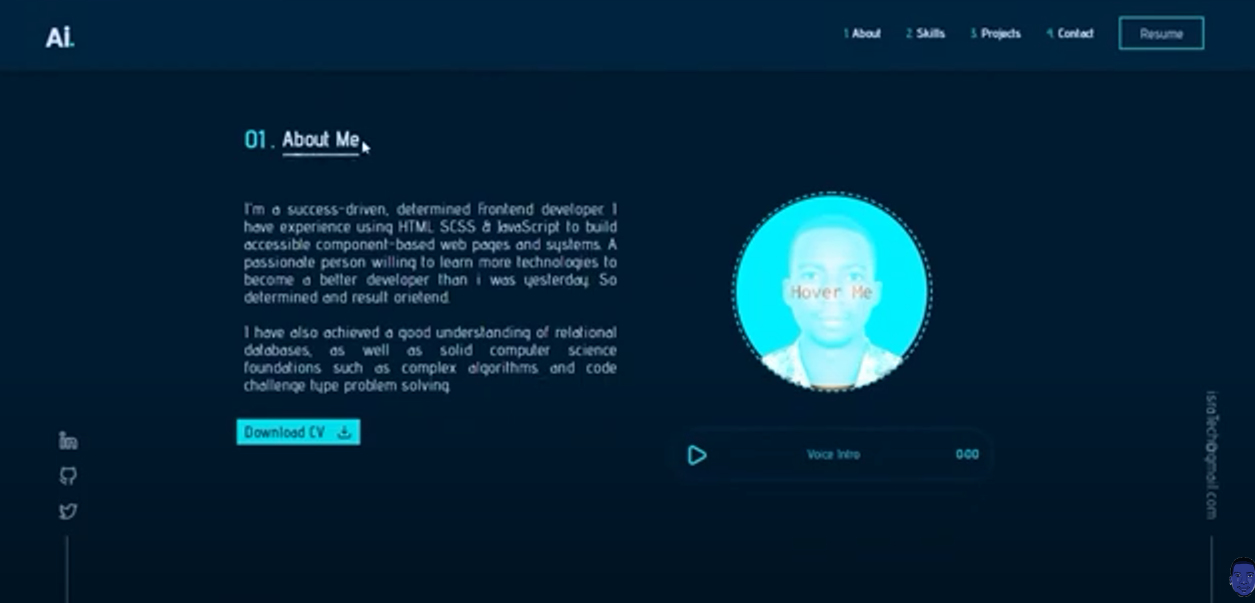 Ai.
1. About
2. Skills
3. Projects
4. Contact
Resume
01. About Me
I'm a success-driven, determined Frontend developer. I
have experience using HTML SCSS & JavaScript to build
accessible component-based web pages and systems. A
passionate person willing to learn more technologies to
become a better developer than i was yesterday. So
determined and result orietend.
I have also achieved a good understanding of relational
databases, as well as solid computer science
foundations such as complex algorithms and code
challenge type problem solving.
Download CV
Hover Me
Voice Intro
0:00
isra7ech@gmail.com